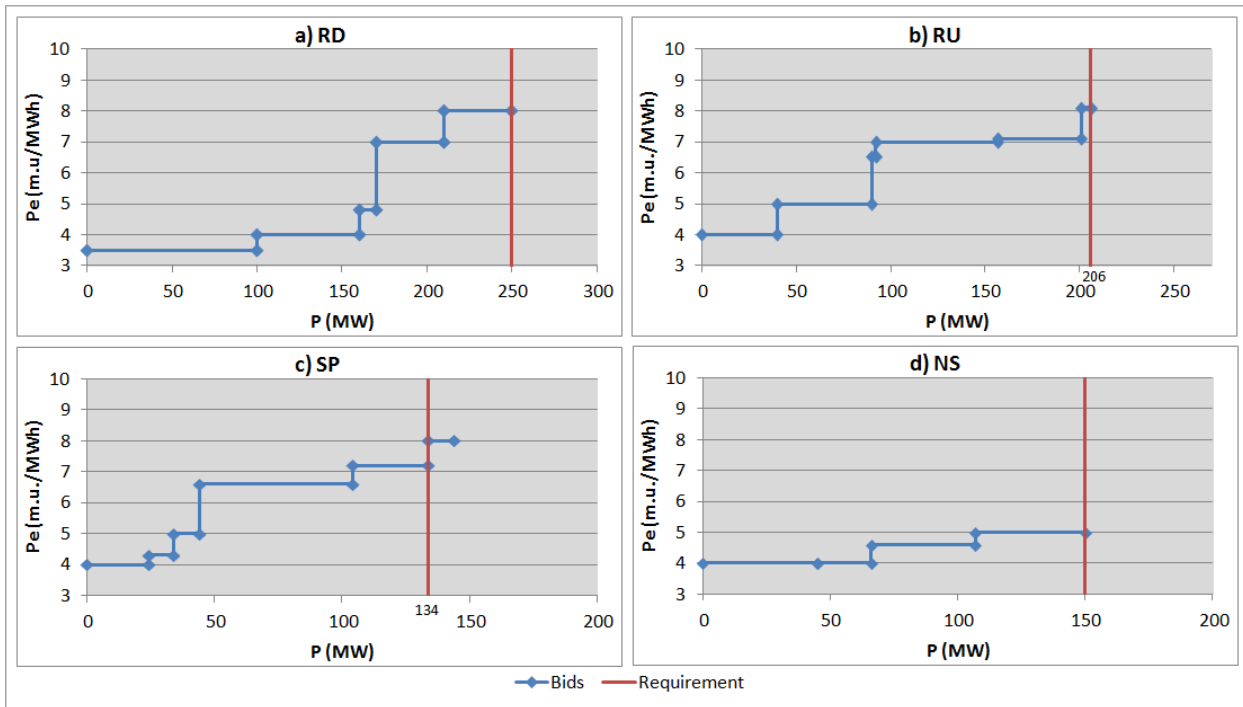 a) RD
10
9
8
7
6
5
4
3
Pe (m.u/MWh)
0 50 100 150 200 250 300
P (MW)
b) RU
10
9
8
7
6
5
4
3
Pe (m.u./MWh)
0 50 100 150 200 250
206
P (MW)
c) SP
10
9
8
7
6
5
4
3
Pe (m.u./MWh)
0 50 100 150 200
134
P (MW)
d) NS
10
9
8
7
6
5
4
3
Pe (m.u./MWh)
0 50 100 150 200
P (MW)
Bids Requirement